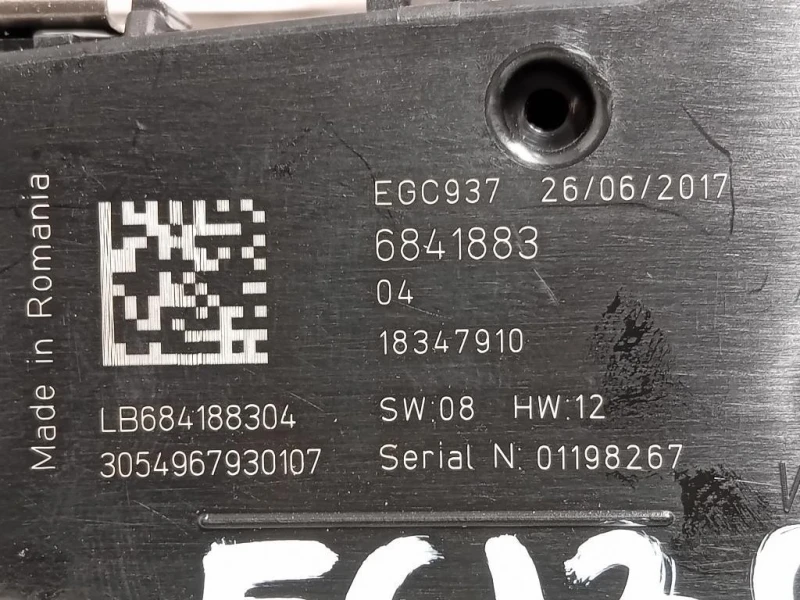 Made in Romania
EGC937 26/06/2017
6841883
04
18347910
LB684188304
SW:08 HW:12
3054967930107
Serial N: 01198267